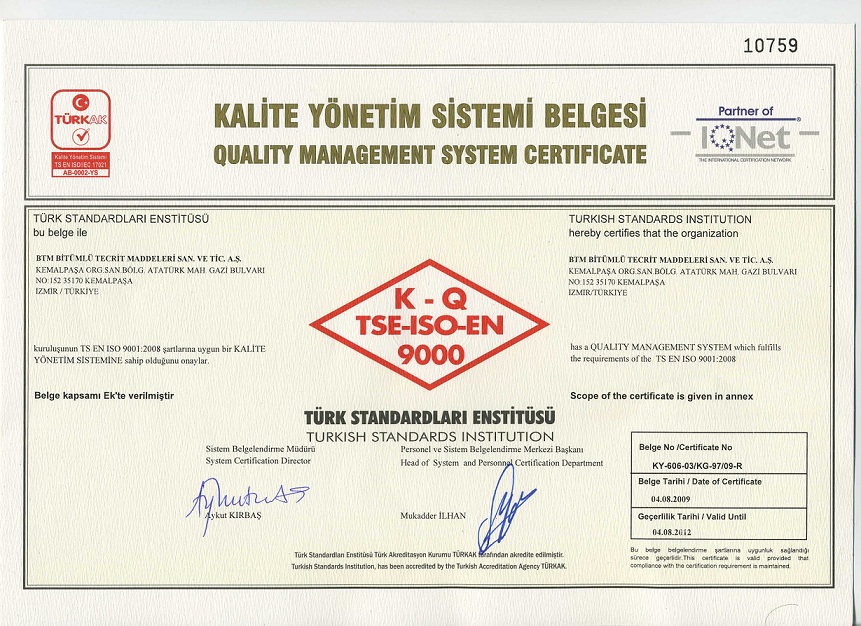 10759
TÜRKAK
Kalite Yönetim Sistemi
TS EN ISO/IEC 17021
AB-0002-YS
KALİTE YÖNETİM SİSTEMİ BELGESİ
QUALITY MANAGEMENT SYSTEM CERTIFICATE
Partner of
IQNet
THE INTERNATIONAL CERTIFICATION NETWORK
TÜRK STANDARDLARI ENSTİTÜSÜ
bu belge ile
BTM BİTÜMLÜ TECRİT MADDELERİ SAN. VE TİC. A.Ş.
KEMALPAŞA ORG.SAN.BÖLG. ATATÜRK MAH. GAZİ BULVARI
NO:152 35170 KEMALPAŞA
İZMİR / TÜRKİYE
kuruluşunun TS EN ISO 9001:2008 şartlarına uygun bir KALİTE
YÖNETİM SİSTEMİNE sahip olduğunu onaylar.
Belge kapsamı Ek'te verilmiştir
TURKISH STANDARDS INSTITUTION
hereby certifies that the organization
BTM BİTÜMLÜ TECRİT MADDELERİ SAN. VE TİC. A.Ş.
KEMALPAŞA ORG.SAN.BÖLG. ATATÜRK MAH. GAZİ BULVARI
NO:152 35170 KEMALPAŞA
IZMIR/TÜRKİYE
has a QUALITY MANAGEMENT SYSTEM which fulfills
the requirements of the TS EN ISO 9001:2008
Scope of the certificate is given in annex
K - Q
TSE-ISO-EN
9000
TÜRK STANDARDLARI ENSTİTÜSÜ
TURKISH STANDARDS INSTITUTION
Sistem Belgelendirme Müdürü
System Certification Director
Aykut KIRBAŞ
Personel ve Sistem Belgelendirme Merkezi Başkanı
Head of System and Personnel Certification Department
Mukadder İLHAN
Belge No /Certificate No
KY-606-03/KG-97/09-R
Belge Tarihi / Date of Certificate
04.08.2009
Geçerlilik Tarihi / Valid Until
04.08.2012
Bu belge belgelendirme şartlarına uygunluk sağlandığı
sürece geçerlidir.This certificate is valid provided that
compliance with the certification requirement is maintained.
Türk Standardları Enstitüsü Türk Akreditasyon Kurumu TÜRKAK tarafından akredite edilmiştir.
Turkish Standards Institution, has been accredited by the Turkish Accreditation Agency TÜRKAK.